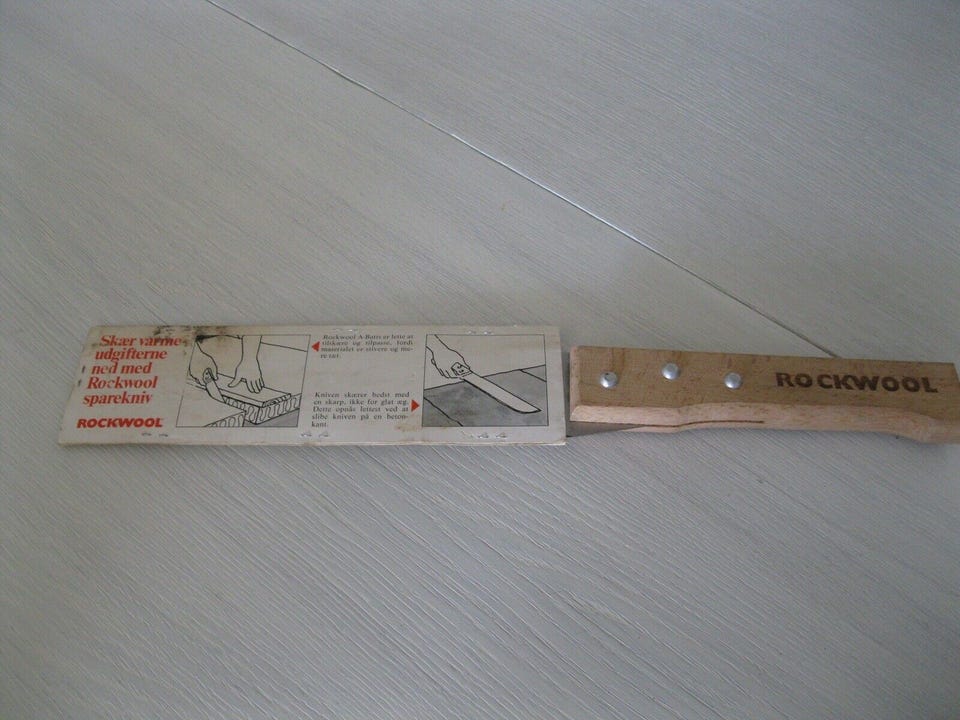 Skær varme-
udgifterne
ned med
Rockwool
sparekniv
ROCKWOOL
Rockwool A-Batts er lette at
tilskære og tilpasse, fordi
materialet er stivere og me-
re tæt.
Kniven skærer bedst med
en skarp, ikke for glat æg.
Dette opnås lettest ved at
slibe kniven på en beton-
kant.
ROCKWOOL